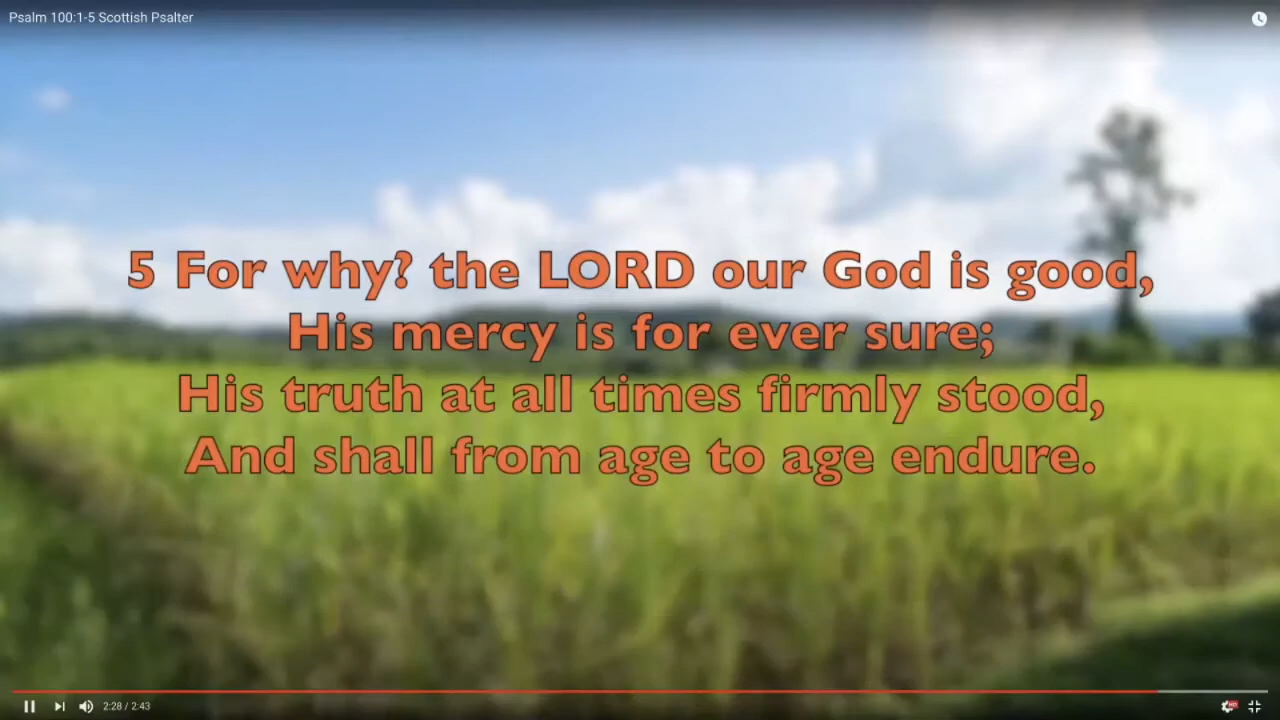 Psalm 100:1-5 Scottish Psalter
5 For why? the LORD our God is good,
His mercy is for ever sure;
His truth at all times firmly stood,
And shall from age to age endure.
2:28 / 2:43
HD